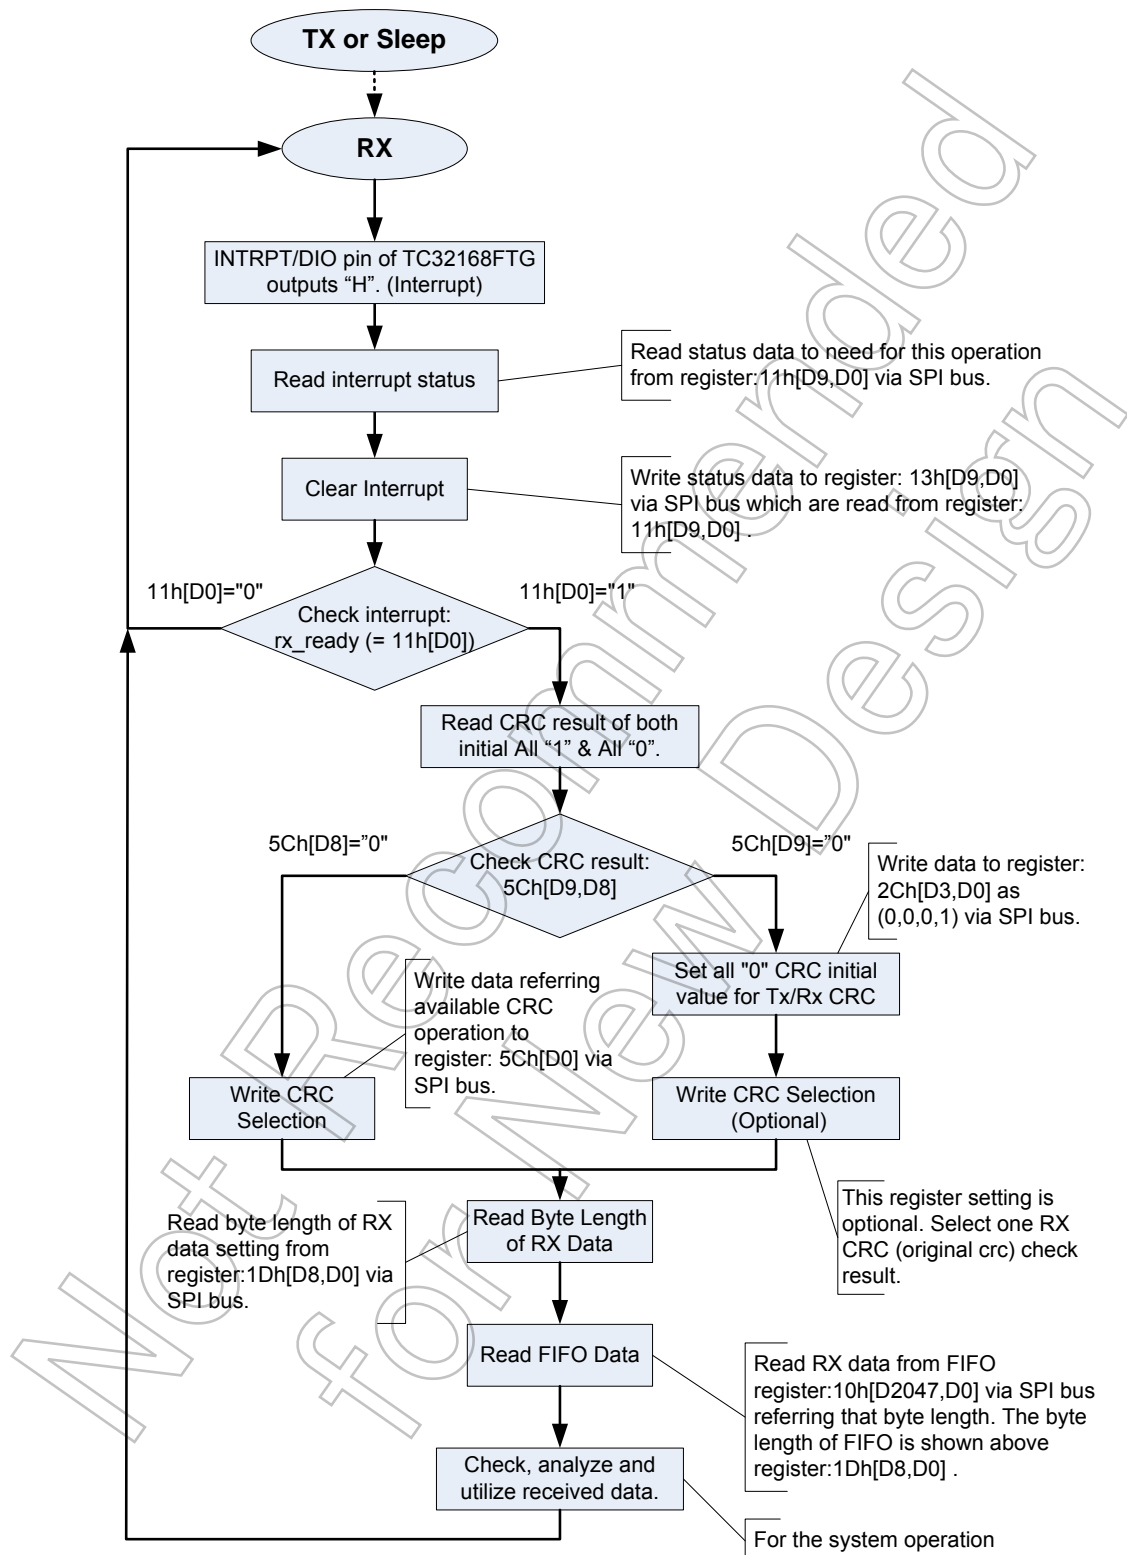 TX or Sleep
RX
INTRPT/DIO pin of TC32168FTG
outputs “H”. (Interrupt)
Read interrupt status
Read status data to need for this operation
from register:11h[D9,D0] via SPI bus.
Clear Interrupt
Write status data to register: 13h[D9,D0]
via SPI bus which are read from register:
11h[D9,D0] .
11h[D0]="0"
11h[D0]="1"
Check interrupt:
rx_ready (= 11h[D0])
Read CRC result of both
initial All “1” & All “0”.
5Ch[D8]=”0"
5Ch[D9]=”0"
Check CRC result:
5Ch[D9,D8]
Write data to register:
2Ch[D3,D0] as
(0,0,0,1) via SPI bus.
Set all "0" CRC initial
value for Tx/Rx CRC
Write data referring
available CRC
operation to
register: 5Ch[D0] via
SPI bus.
Write CRC
Selection
Write CRC Selection
(Optional)
This register setting is
optional. Select one RX
CRC (original crc) check
result.
Read Byte Length
of RX Data
Read byte length of RX
data setting from
register:1Dh[D8,D0] via
SPI bus.
Read FIFO Data
Read RX data from FIFO
register:10h[D2047,D0] via SPI bus
referring that byte length. The byte
length of FIFO is shown above
register:1Dh[D8,D0] .
Check, analyze and
utilize received data.
For the system operation
Not Recommended
for New Design